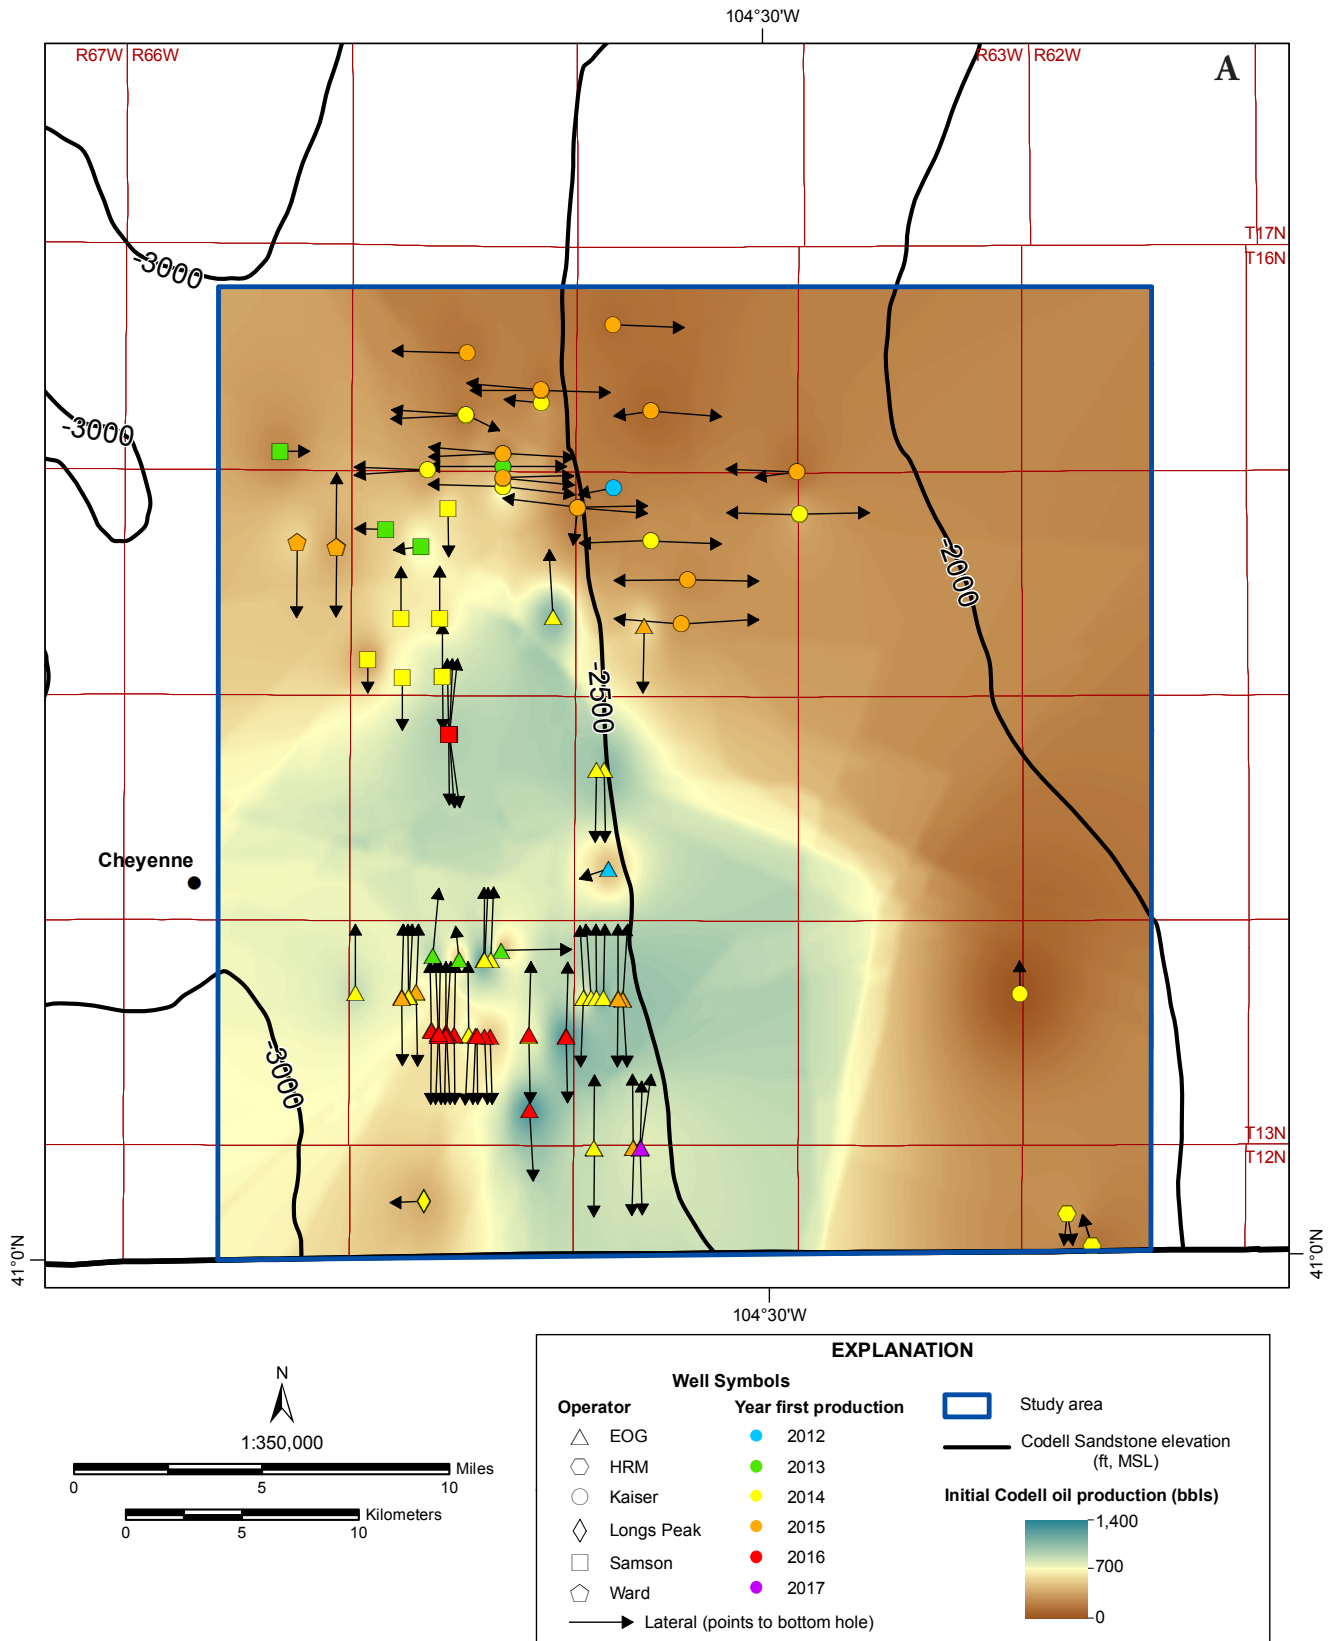 104°30'W
R67W R66W
R63W R62W
A
T17N
T16N
-3000
-3000
-2000
-2500
Cheyenne
-3000
T13N
T12N
41°0'N
41°0'N
104°30'W
N
1:350,000
Miles
0 5 10
Kilometers
0 5 10
EXPLANATION
Well Symbols
Operator
EOG
HRM
Kaiser
Longs Peak
Samson
Ward
Lateral (points to bottom hole)
Year first production
2012
2013
2014
2015
2016
2017
Study area
Codell Sandstone elevation
(ft, MSL)
Initial Codell oil production (bbls)
1,400
700
0